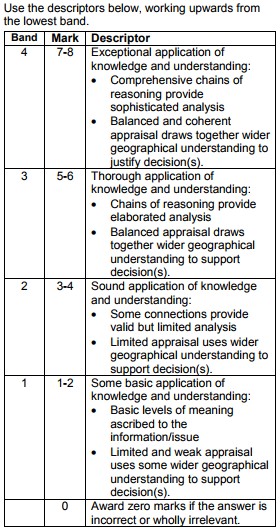 Use the descriptors below, working upwards from
the lowest band.
Band Mark Descriptor
4 7-8 Exceptional application of
knowledge and understanding:
• Comprehensive chains of
reasoning provide
sophisticated analysis
• Balanced and coherent
appraisal draws together wider
geographical understanding to
justify decision(s).
3 5-6 Thorough application of
knowledge and understanding:
• Chains of reasoning provide
elaborated analysis
• Balanced appraisal draws
together wider geographical
understanding to support
decision(s).
2 3-4 Sound application of knowledge
and understanding:
• Some connections provide
valid but limited analysis
• Limited appraisal uses wider
geographical understanding to
support decision(s).
1 1-2 Some basic application of
knowledge and understanding:
• Basic levels of meaning
ascribed to the
information/issue
• Limited and weak appraisal
uses some wider geographical
understanding to support
decision(s).
0 Award zero marks if the answer is
incorrect or wholly irrelevant.